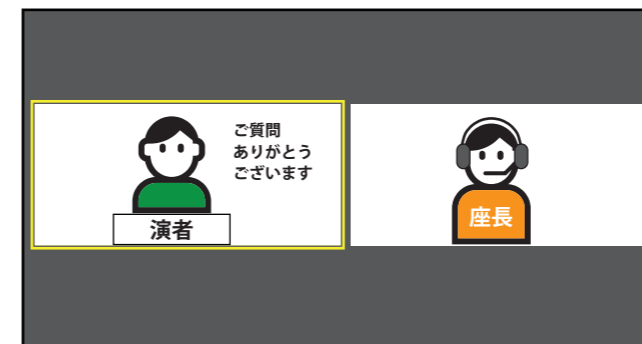 ご質問
ありがとう
ございます
演者
座長